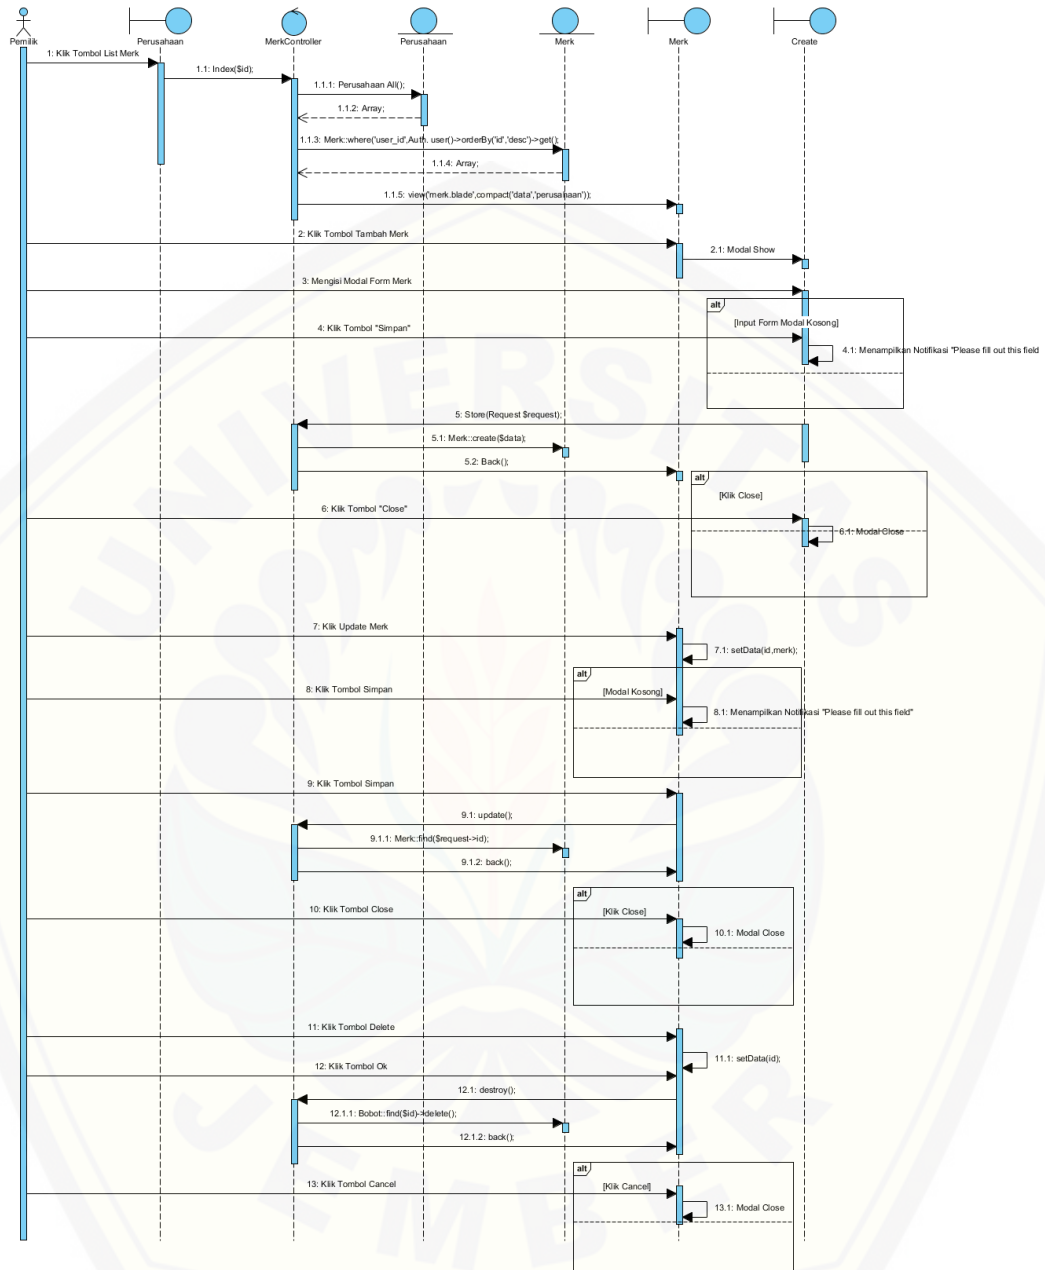 Pemilik
Perusahaan
MerkController
Perusahaan
Merk
Merk
Create
1: Klik Tombol List Merk
1.1: Index($id);
1.1.1: Perusahaan All();
1.1.2: Array;
1.1.3: Merk::where('user_id',Auth. user()->orderBy('id','desc')->get();
1.1.4: Array;
1.1.5: view('merk.blade',compact('data','perusahaan'));
2: Klik Tombol Tambah Merk
2.1: Modal Show
3: Mengisi Modal Form Merk
alt
[Input Form Modal Kosong]
4: Klik Tombol "Simpan"
4.1: Menampilkan Notifikasi "Please fill out this field
5: Store(Request $request);
5.1: Merk::create($data);
5.2: Back();
alt
[Klik Close]
6: Klik Tombol "Close"
6.1: Modal Close
7: Klik Update Merk
7.1: setData(id,merk);
alt
8: Klik Tombol Simpan
[Modal Kosong]
8.1: Menampilkan Notifikasi "Please fill out this field"
9: Klik Tombol Simpan
9.1: update();
9.1.1: Merk::find($request->id);
9.1.2: back();
alt
10: Klik Tombol Close
[Klik Close]
10.1: Modal Close
11: Klik Tombol Delete
11.1: setData(id);
12: Klik Tombol Ok
12.1: destroy();
12.1.1: Bobot::find($id)->delete();
12.1.2: back();
alt
13: Klik Tombol Cancel
[Klik Cancel]
13.1: Modal Close
UNIVERSITAS
JEMBER